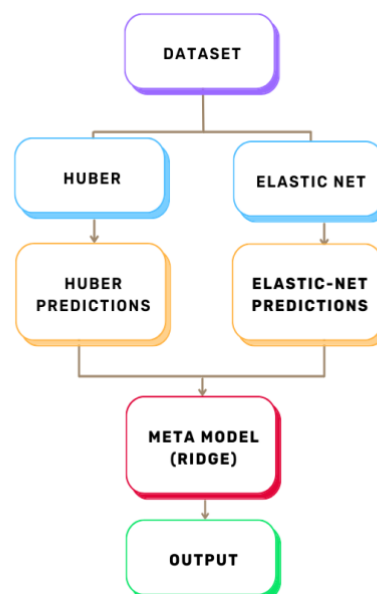 DATASET
HUBER
ELASTIC NET
HUBER
PREDICTIONS
ELASTIC-NET
PREDICTIONS
META MODEL
(RIDGE)
OUTPUT